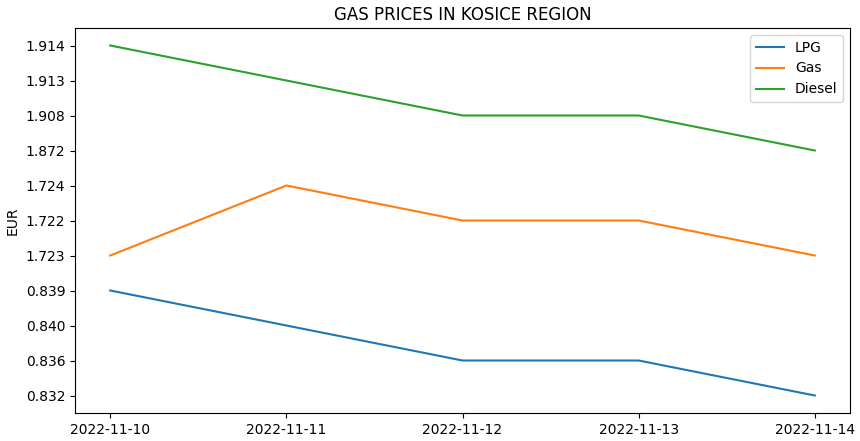 GAS PRICES IN KOSICE REGION
LPG
Gas
Diesel
EUR
1.914
1.913
1.908
1.872
1.724
1.722
1.723
0.839
0.840
0.836
0.832
2022-11-10 2022-11-11 2022-11-12 2022-11-13 2022-11-14